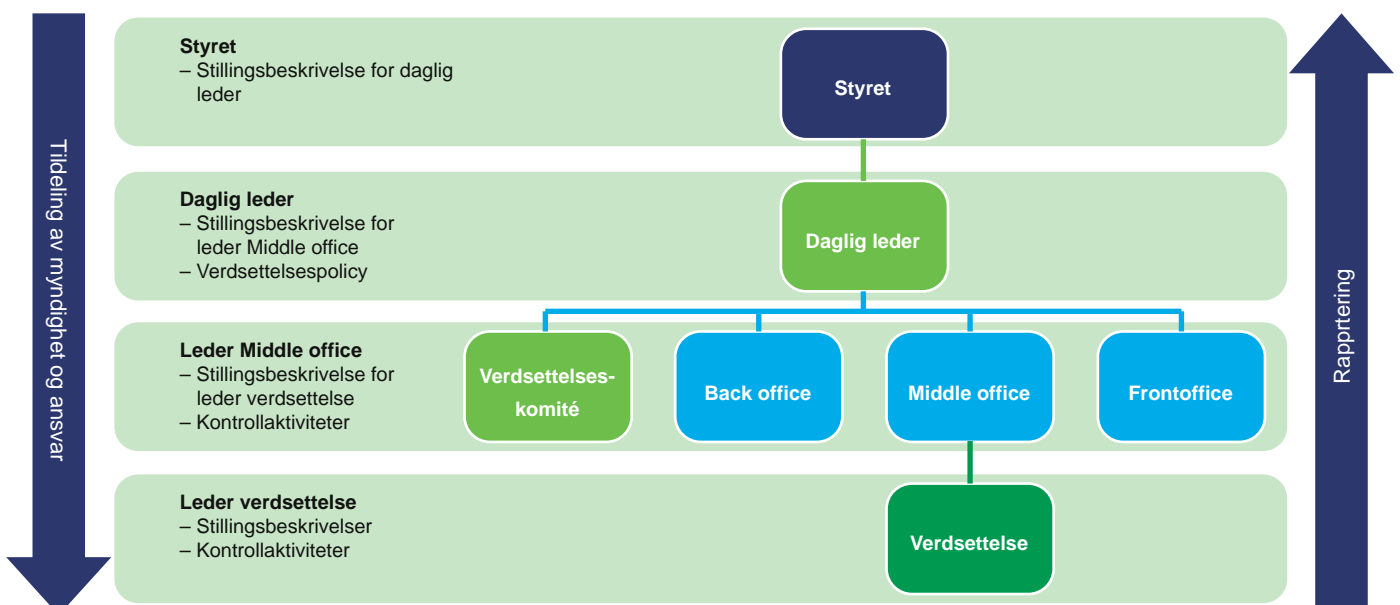 Tildeling av myndighet og ansvar
Styret
– Stillingsbeskrivelse for daglig
leder
Styret
Daglig leder
– Stillingsbeskrivelse for
leder Middle office
– Verdsettelsespolicy
Daglig leder
Leder Middle office
– Stillingsbeskrivelse for
leder verdsettelse
– Kontrollaktiviteter
Verdsettelses-
komité
Back office
Middle office
Frontoffice
Leder verdsettelse
– Stillingsbeskrivelser
– Kontrollaktiviteter
Verdsettelse
Rapprtering